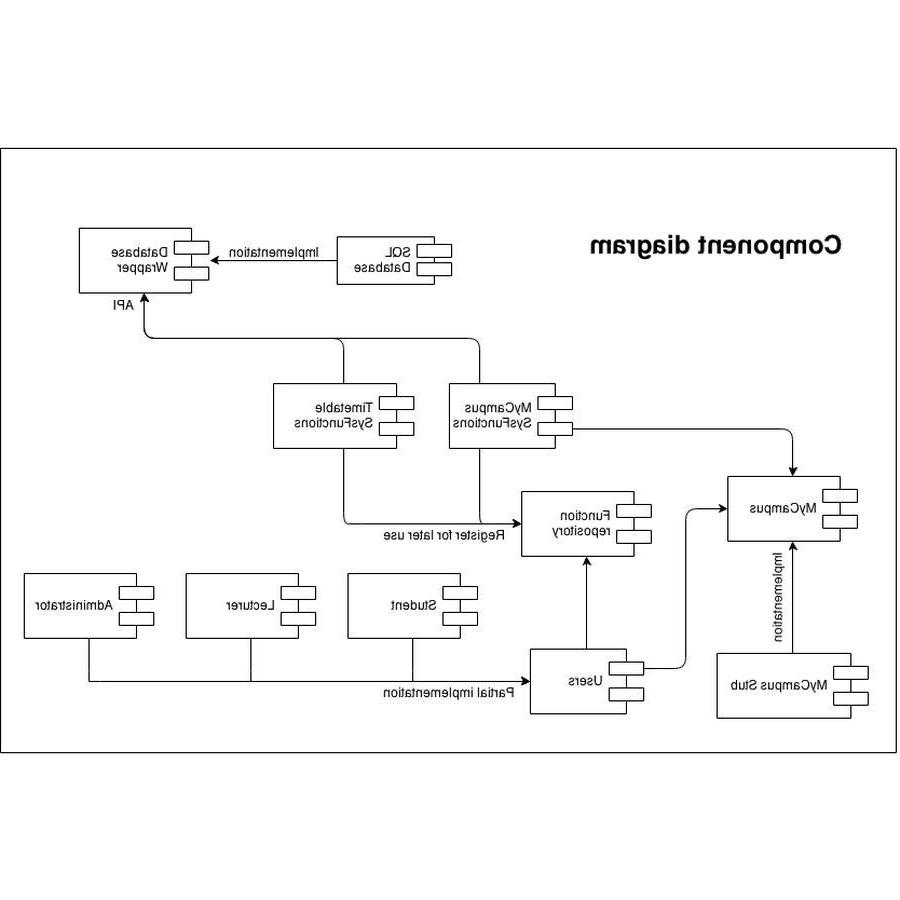 Component diagram
SQL
Database
Implementation
Database
Wrapper
API
MyCampus
SysFunctions
Timetable
SysFunctions
MyCampus
Function
repository
Register for later use
Implementation
Student
Lecturer
Administrator
MyCampus Stub
Users
Partial implementation